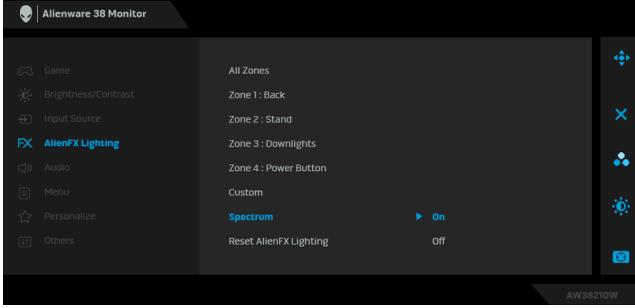 Alienware 38 Monitor
Game
Brightness/Contrast
Input Source
AlienFX Lighting
Audio
Menu
Personalize
Others
All Zones
Zone 1 : Back
Zone 2 : Stand
Zone 3 : Downlights
Zone 4 : Power Button
Custom
Spectrum On
Reset AlienFX Lighting Off
AW3821DW